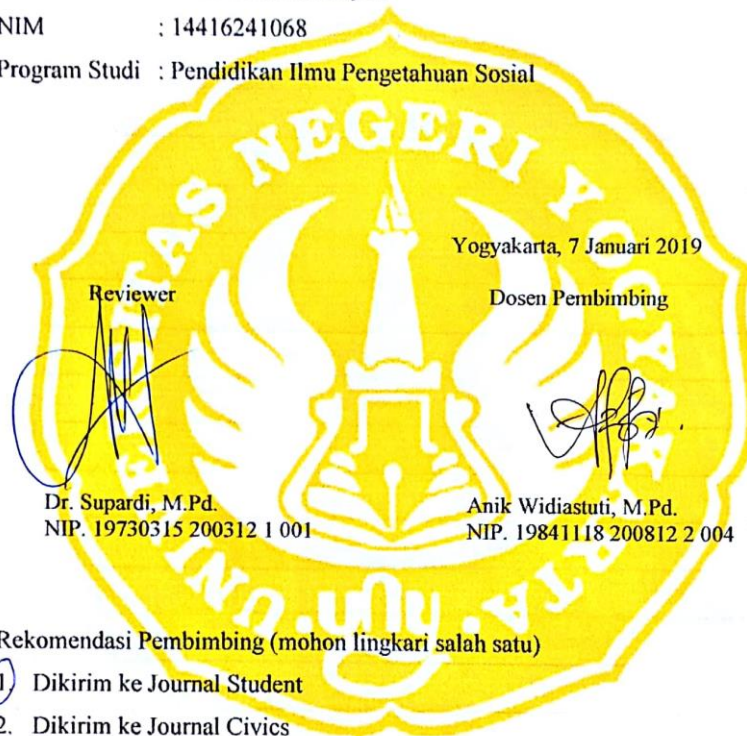 NIM : 14416241068
Program Studi : Pendidikan Ilmu Pengetahuan Sosial
UNIVERSITAS NEGERI YOGYAKARTA
uny
Yogyakarta, 7 Januari 2019
Reviewer Dosen Pembimbing
Dr. Supardi, M.Pd. Anik Widiastuti, M.Pd.
NIP. 19730315 200312 1 001 NIP. 19841118 200812 2 004
Rekomendasi Pembimbing (mohon lingkari salah satu)
1. Dikirim ke Journal Student
2. Dikirim ke Journal Civics